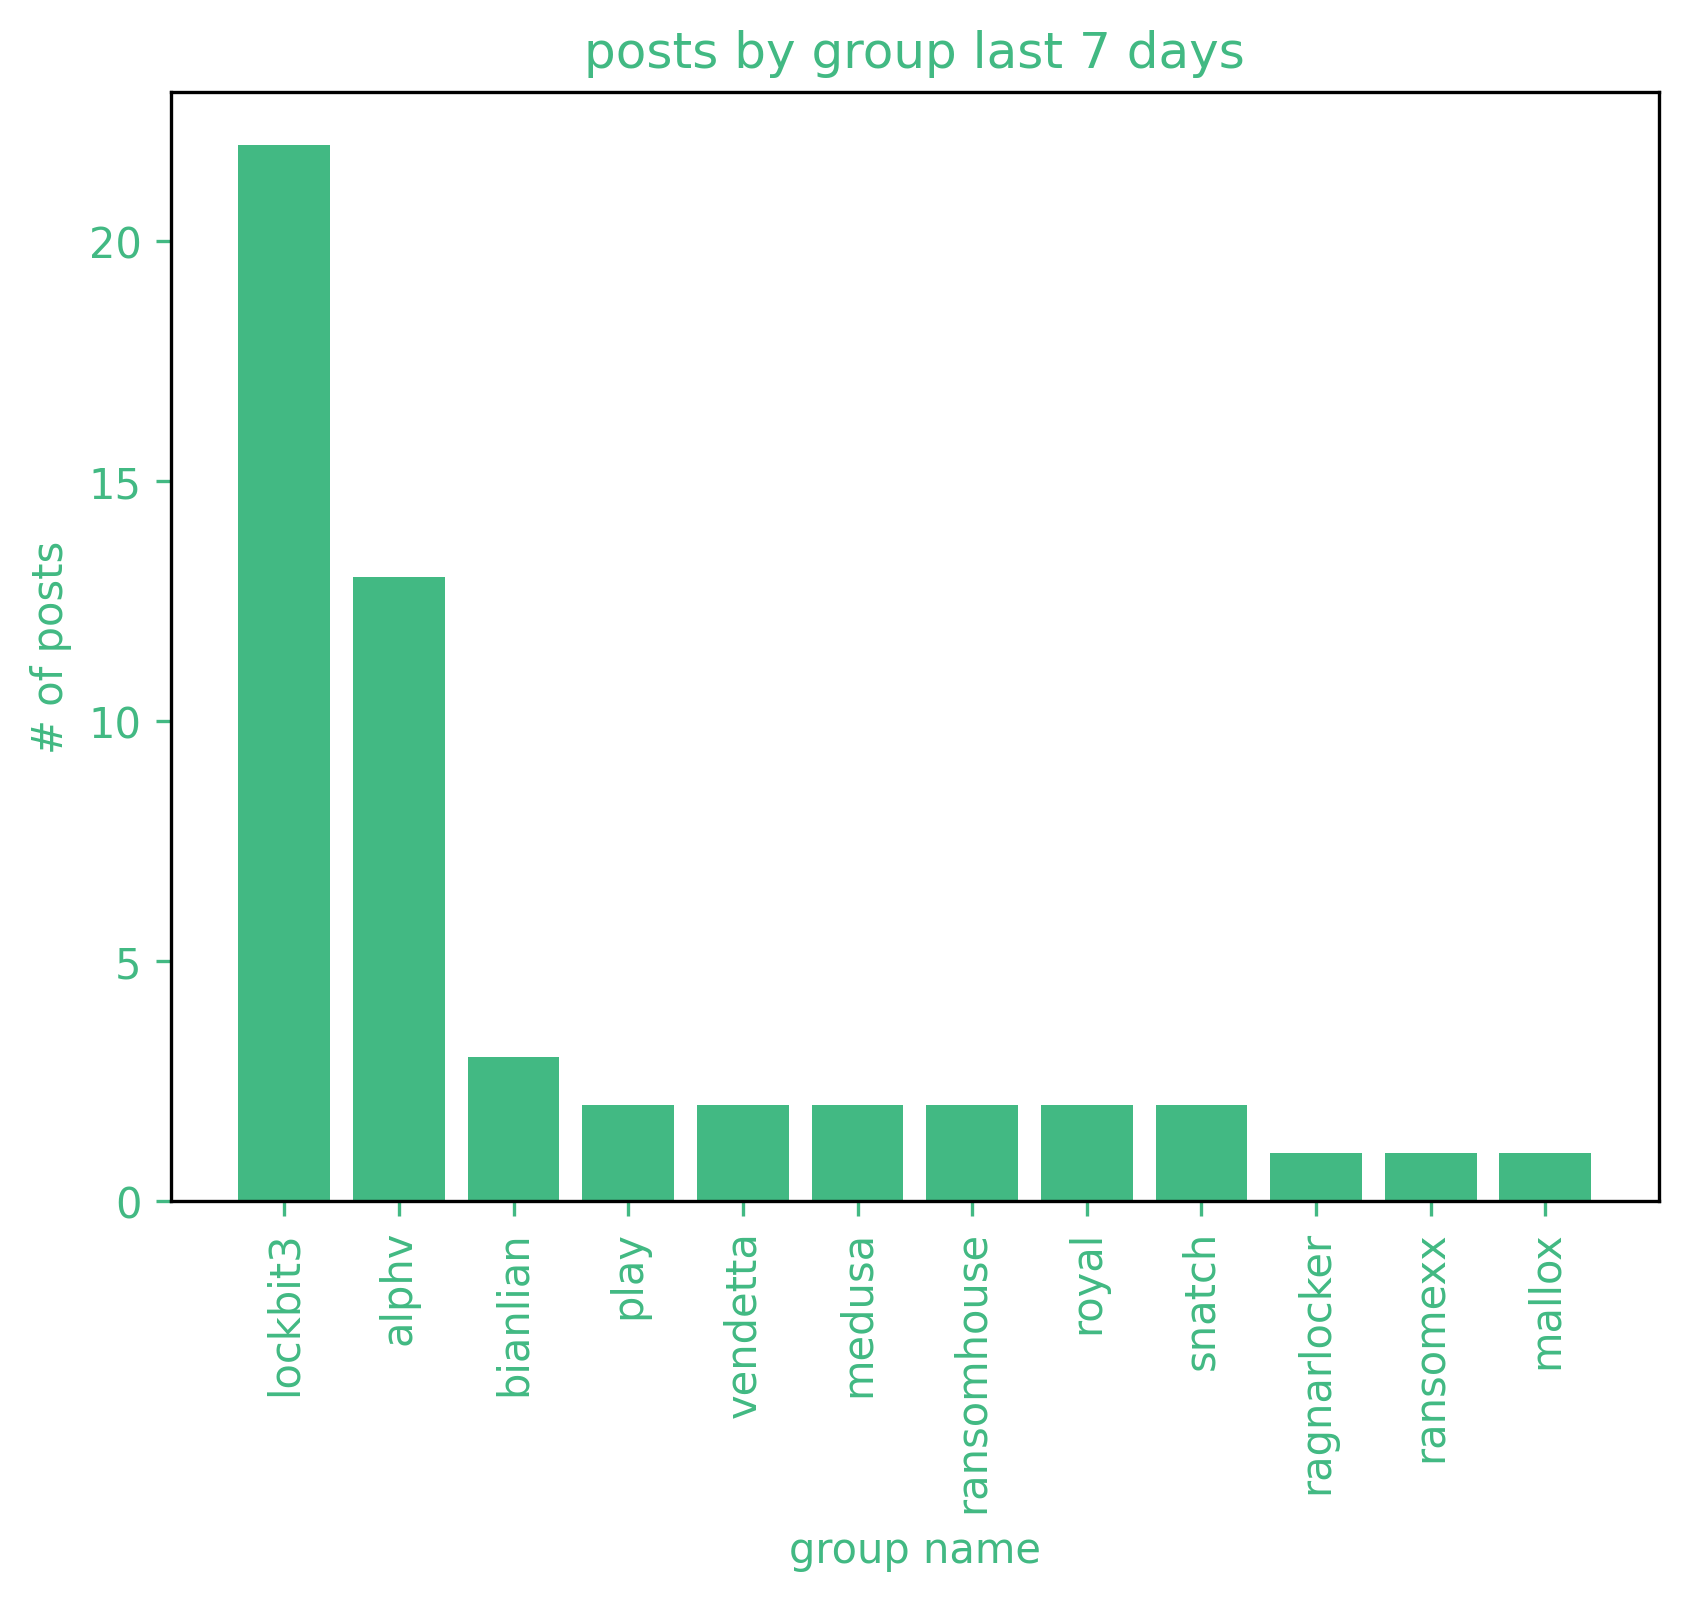 posts by group last 7 days
# of posts
20
15
10
5
0
lockbit3
alphv
bianlian
play
vendetta
medusa
ransomhouse
royal
snatch
ragnarlocker
ransomexx
mallox
group name